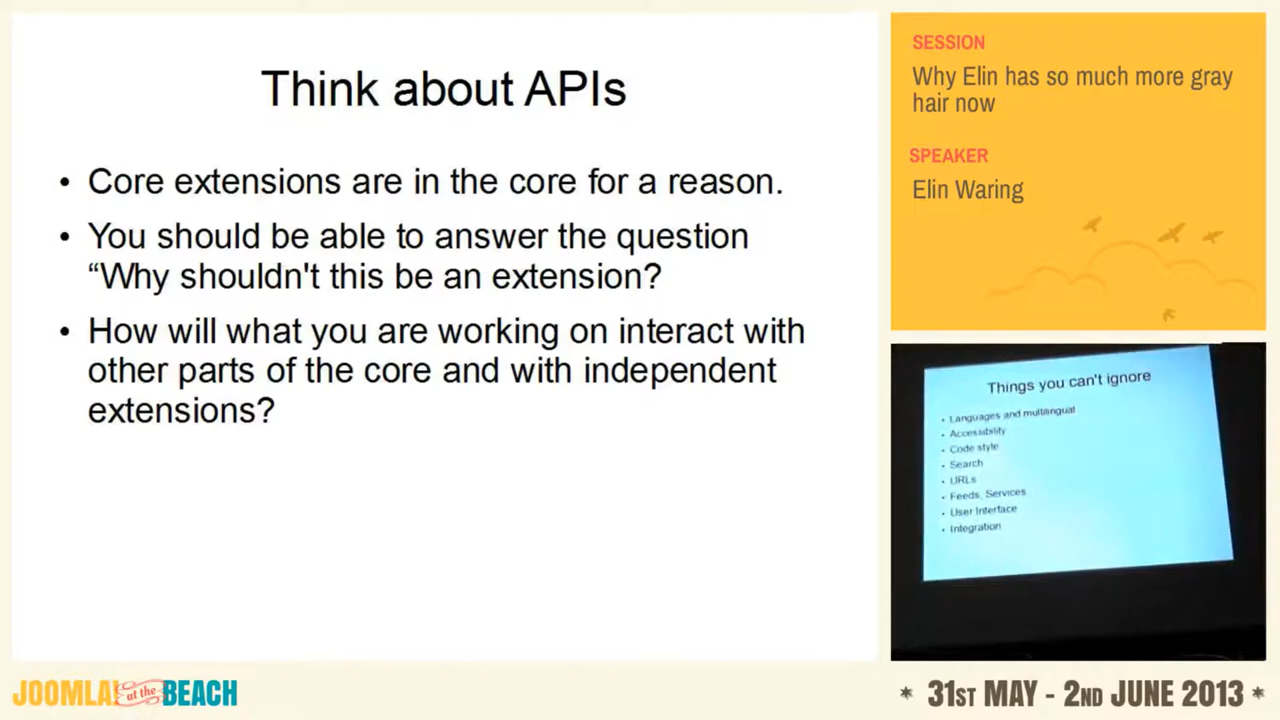 Think about APIs
• Core extensions are in the core for a reason.
• You should be able to answer the question
“Why shouldn't this be an extension?
• How will what you are working on interact with
other parts of the core and with independent
extensions?
SESSION
Why Elin has so much more gray
hair now
SPEAKER
Elin Waring
Things you can't ignore
• Languages and multilingual
• Accessibility
• Code style
• Search
• URLs
• Feeds, Services
• User Interface
• Integration
JOOMLA! at the BEACH
* 31ST MAY - 2ND JUNE 2013 *